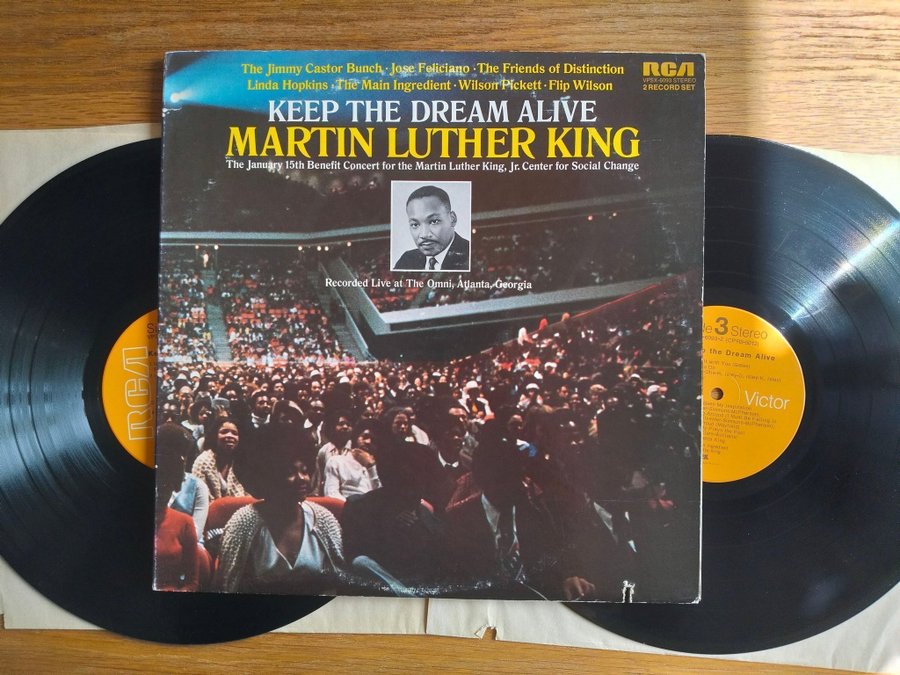 The Jimmy Castor Bunch · Jose Feliciano · The Friends of Distinction
Linda Hopkins · The Main Ingredient · Wilson Pickett · Flip Wilson
RCA
VPSX-6093 STEREO
2 RECORD SET
KEEP THE DREAM ALIVE
MARTIN LUTHER KING
The January 15th Benefit Concert for the Martin Luther King, Jr. Center for Social Change
Recorded Live at The Omni, Atlanta, Georgia
RCA
3 Stereo
the Dream Alive
Victor